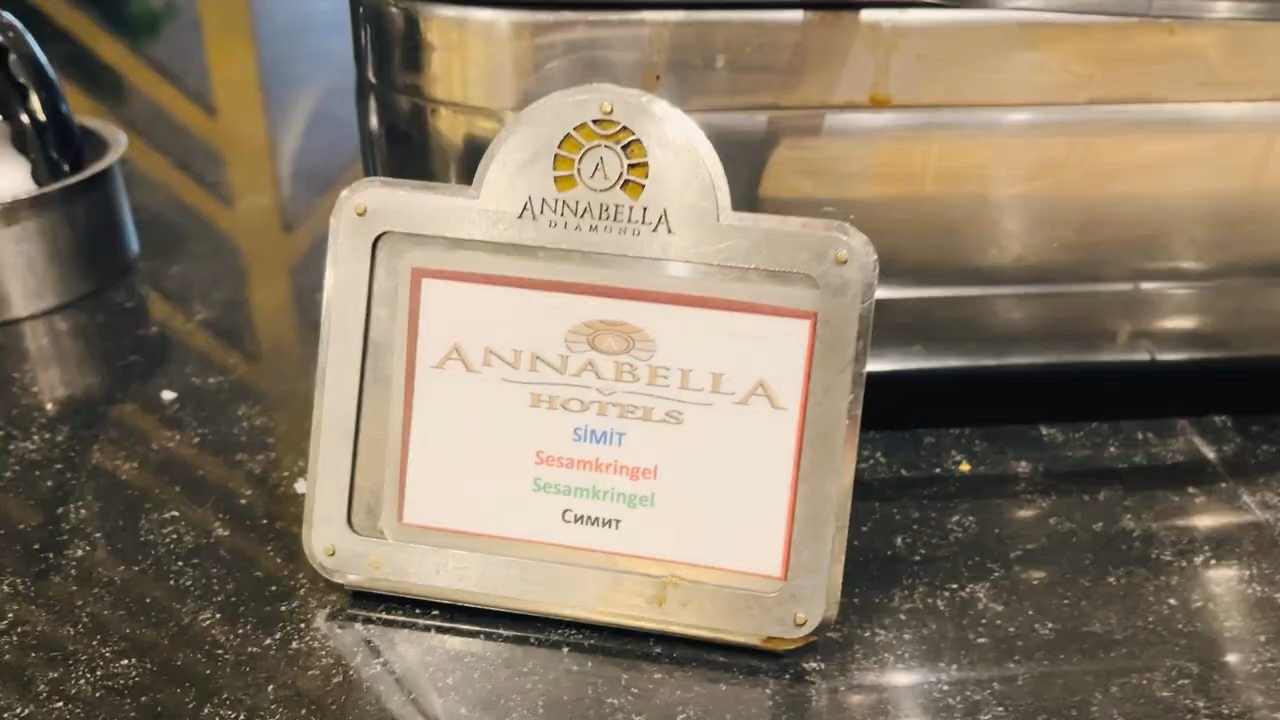 A
ANNABELLA
DIAMOND
A
ANNABELLA
HOTELS
SİMİT
Sesamkringel
Sesamkringel
Симит